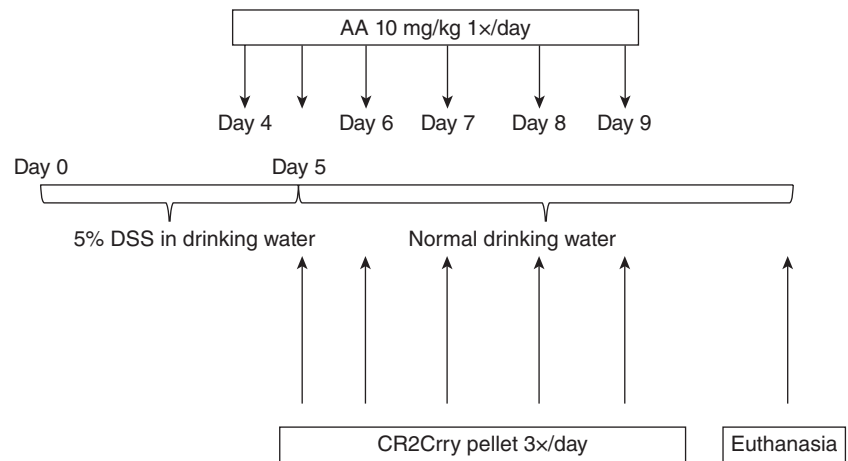 AA 10 mg/kg 1×/day
Day 4 Day 6 Day 7 Day 8 Day 9
Day 0 Day 5
5% DSS in drinking water Normal drinking water
CR2Crry pellet 3×/day Euthanasia